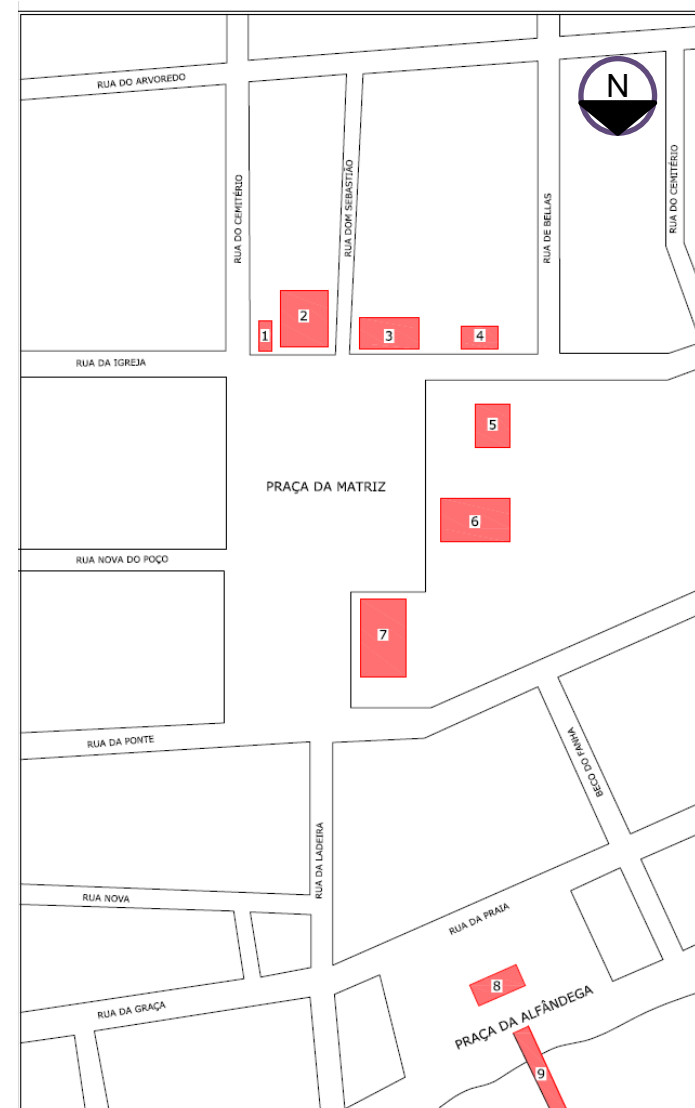 RUA DO ARVOREDO
N
RUA DO CEMITÉRIO
RUA DOM SEBASTIÃO
RUA DE BELLAS
RUA DO CEMITÉRIO
1
2
3
4
RUA DA IGREJA
5
PRAÇA DA MATRIZ
6
RUA NOVA DO POÇO
7
RUA DA PONTE
BECO DO FANHA
RUA DA LADEIRA
RUA NOVA
RUA DA PRAIA
8
RUA DA GRAÇA
PRAÇA DA ALFÂNDEGA
9